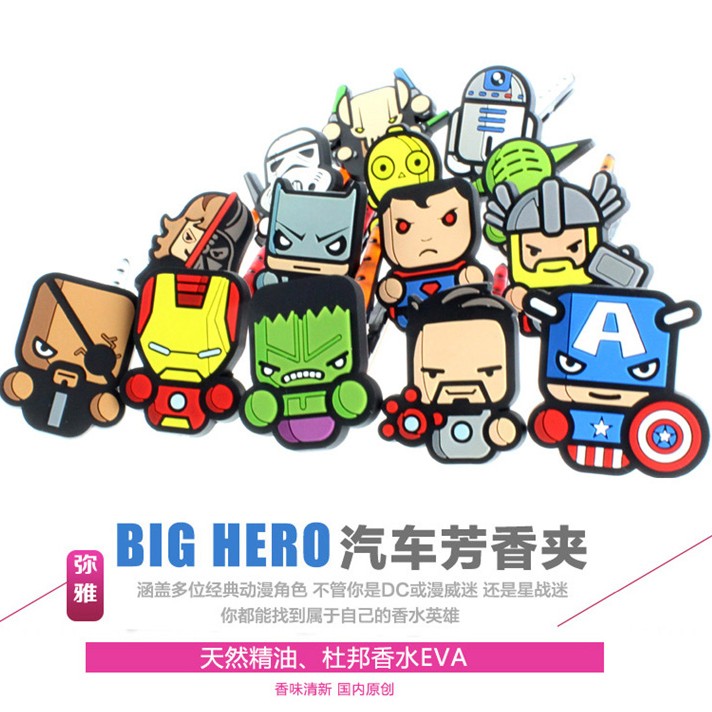 A
BIG HERO 汽车芳香夹
弥雅
涵盖多位经典动漫角色 不管你是DC或漫威迷 还是星战迷
你都能找到属于自己的香水英雄
天然精油、杜邦香水EVA
香味清新 国内原创